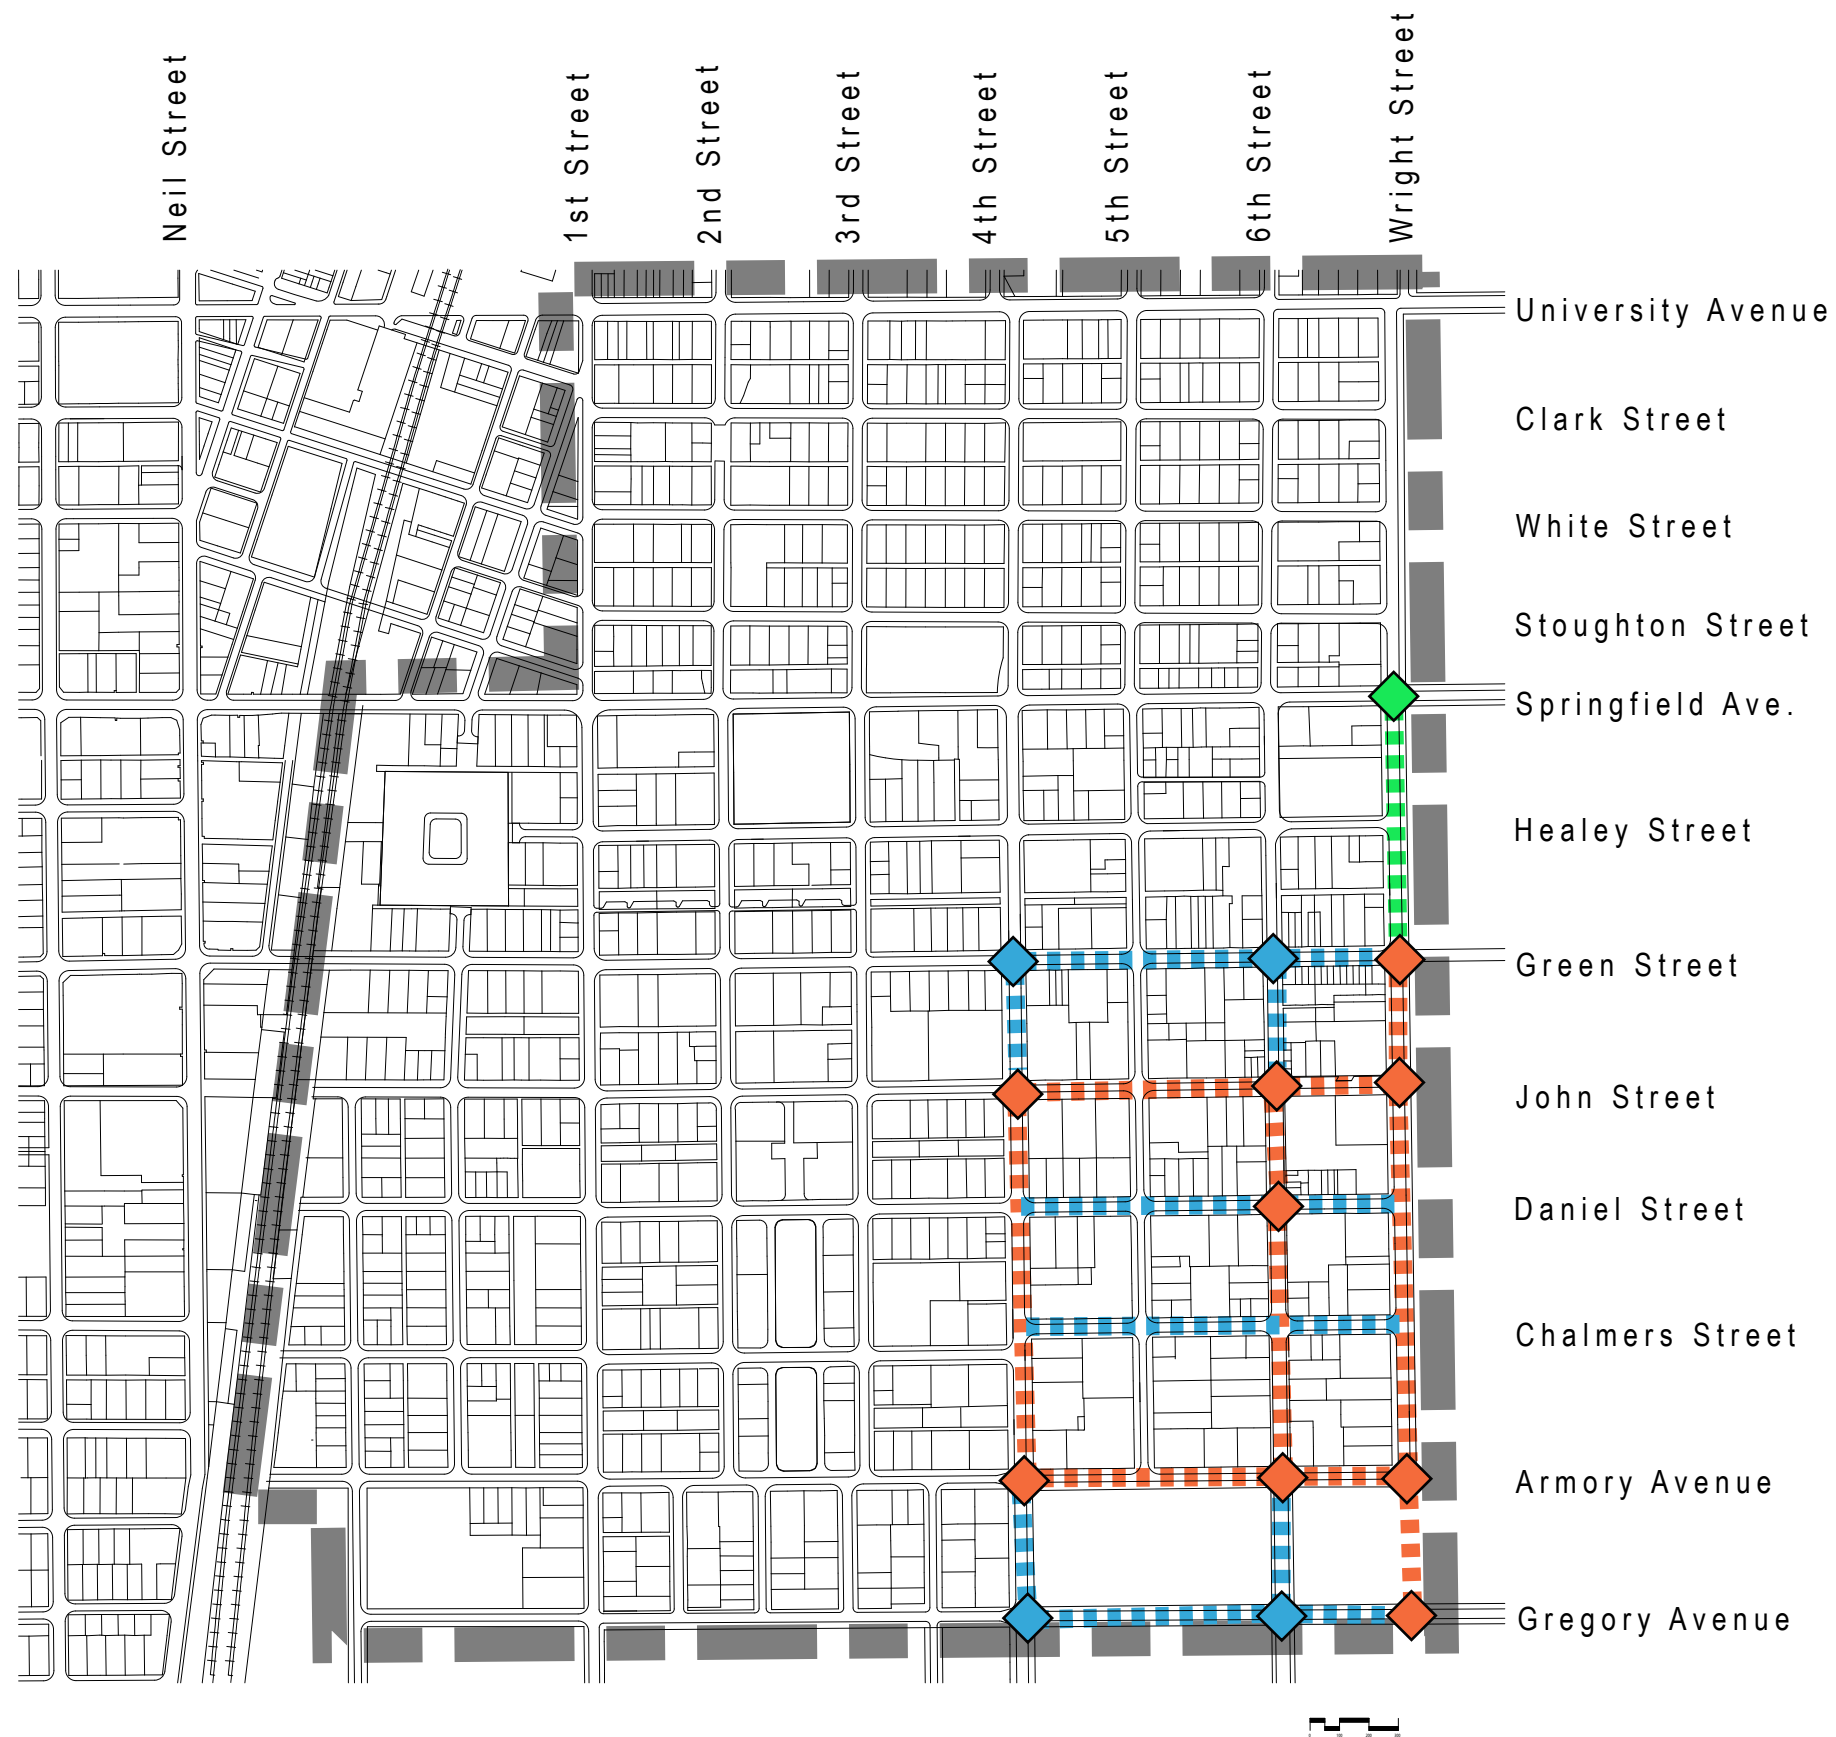 Neil Street
1st Street
2nd Street
3rd Street
4th Street
5th Street
6th Street
Wright Street
University Avenue
Clark Street
White Street
Stoughton Street
Springfield Ave.
Healey Street
Green Street
John Street
Daniel Street
Chalmers Street
Armory Avenue
Gregory Avenue